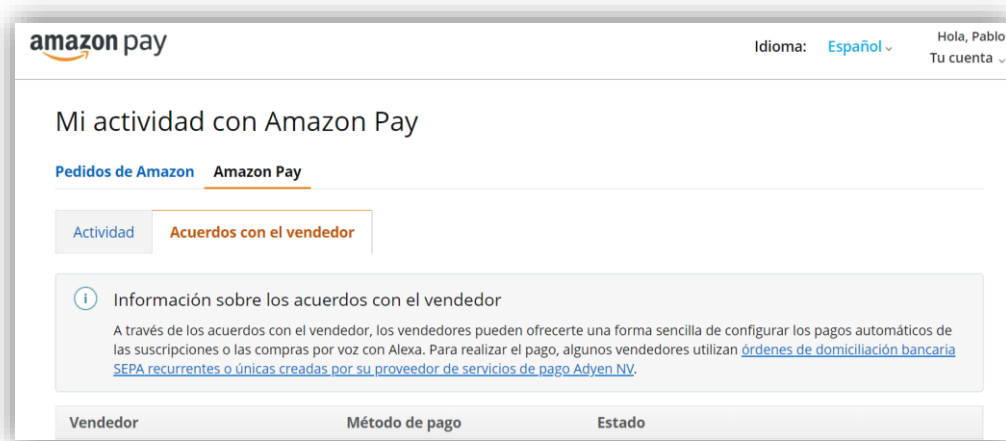 amazon pay
Idioma: Español
Hola, Pablo
Tu cuenta
Mi actividad con Amazon Pay
Pedidos de Amazon Amazon Pay
Actividad Acuerdos con el vendedor
i Información sobre los acuerdos con el vendedor
A través de los acuerdos con el vendedor, los vendedores pueden ofrecerte una forma sencilla de configurar los pagos automáticos de
las suscripciones o las compras por voz con Alexa. Para realizar el pago, algunos vendedores utilizan órdenes de domiciliación bancaria
SEPA recurrentes o únicas creadas por su proveedor de servicios de pago Adyen NV.
Vendedor Método de pago Estado